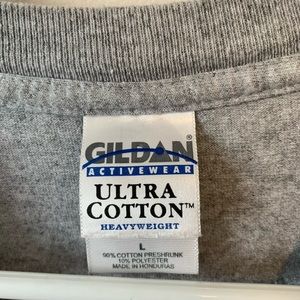 GILDAN®
ACTIVEWEAR
ULTRA
COTTON™
HEAVYWEIGHT
L
90% COTTON PRESHRUNK
10% POLYESTER
MADE IN HONDURAS